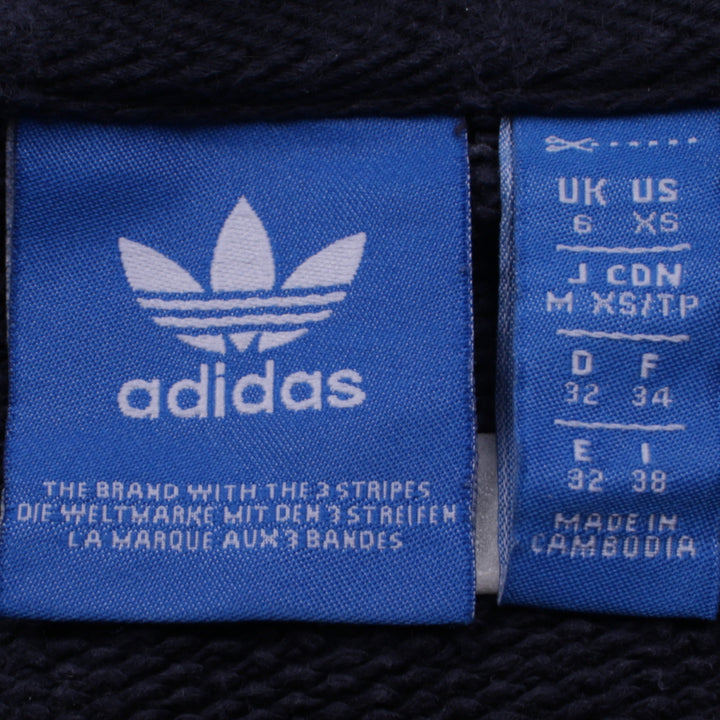 adidas
THE BRAND WITH THE 3 STRIPES
DIE WELTMARKE MIT DEN 3 STREIFEN
LA MARQUE AUX 3 BANDES
UK US
6 XS
J CDN
M XS/TP
D F
32 34
E I
32 38
MADE IN
CAMBODIA